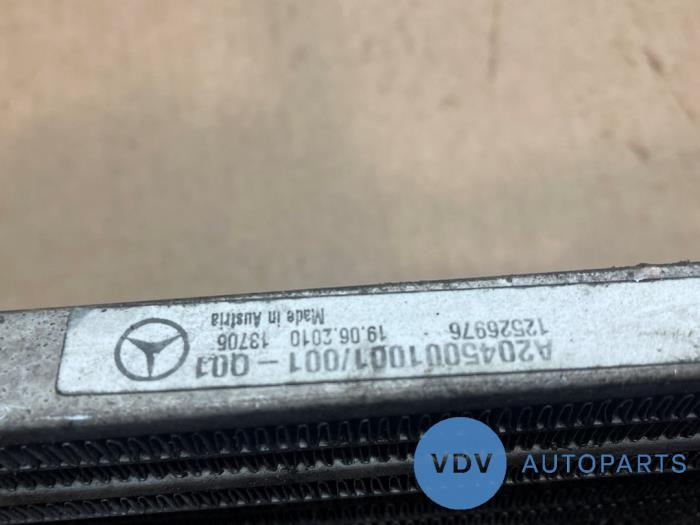 A2045001001/001 - Q01
12526976
19.06.2010 13706
Made in Austria
VDV AUTOPARTS